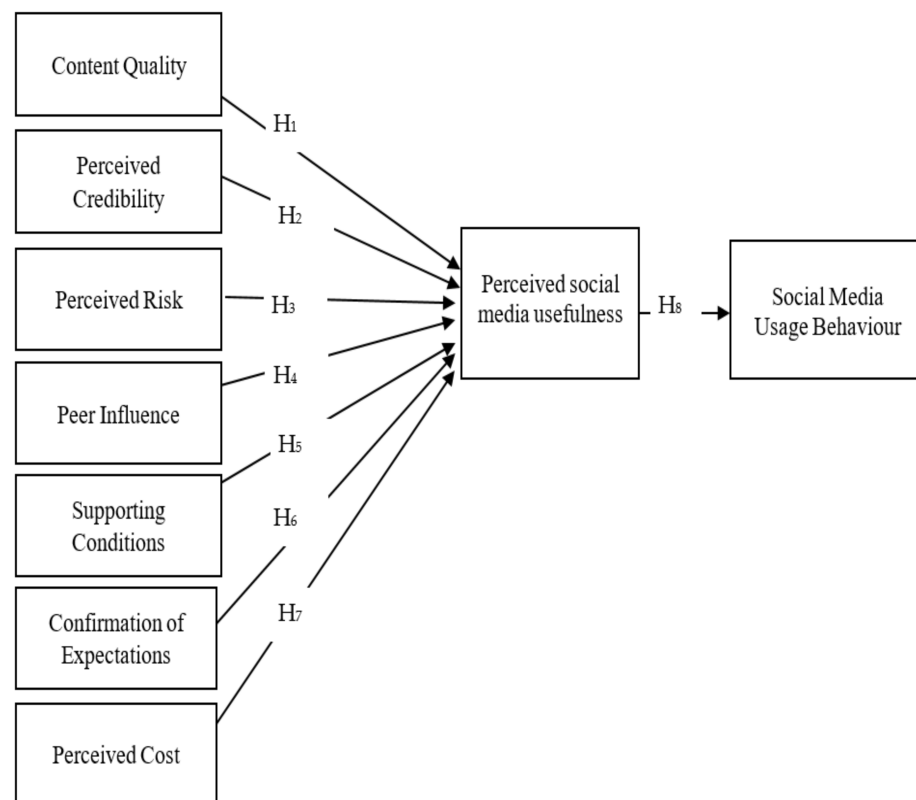 Content Quality
H1
Perceived
Credibility
H2
Perceived Risk
H3
Peer Influence
H4
Supporting
Conditions
H5
Confirmation of
Expectations
H6
Perceived Cost
H7
Perceived social
media usefulness
H8
Social Media
Usage Behaviour